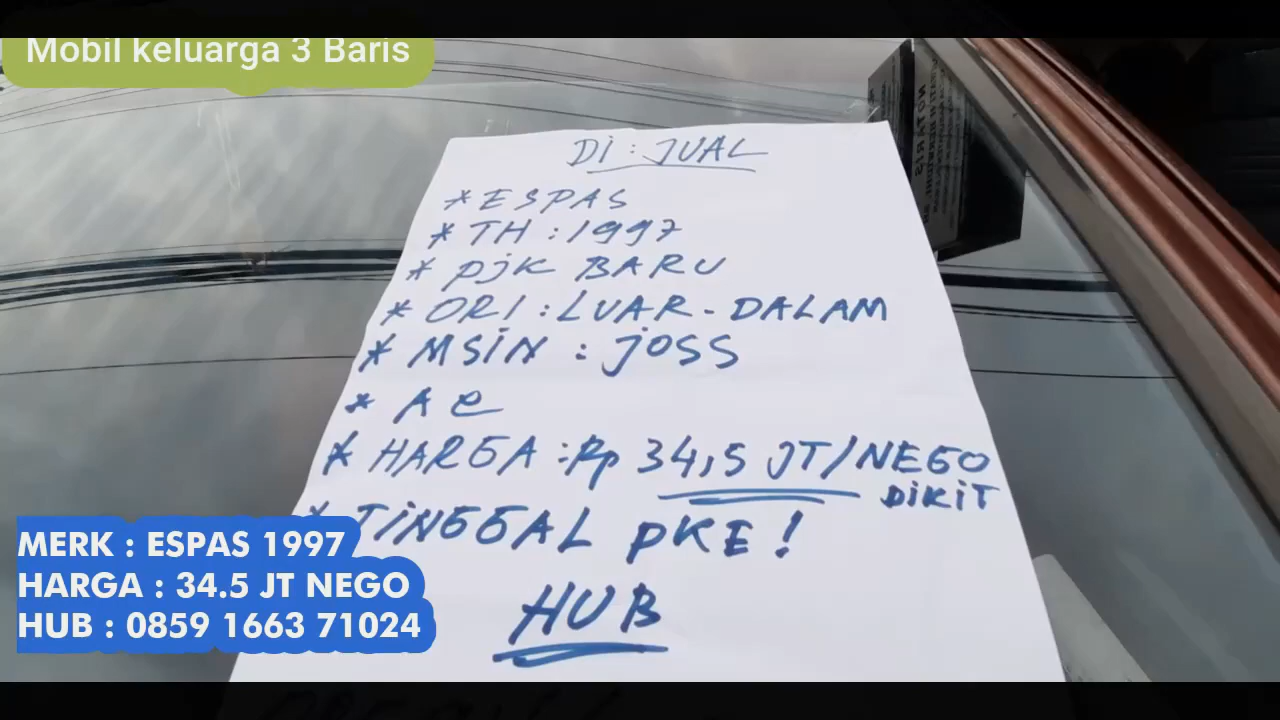 Mobil keluarga 3 Baris
DI : JUAL
* ESPAS
* TH : 1997
* PJK BARU
* ORI : LUAR - DALAM
* MSIN : JOSS
* AC
* HARGA : Rp 34,5 JT/NEGO
DIKIT
* TINGGAL PKE !
HUB
MERK : ESPAS 1997
HARGA : 34.5 JT NEGO
HUB : 0859 1663 71024